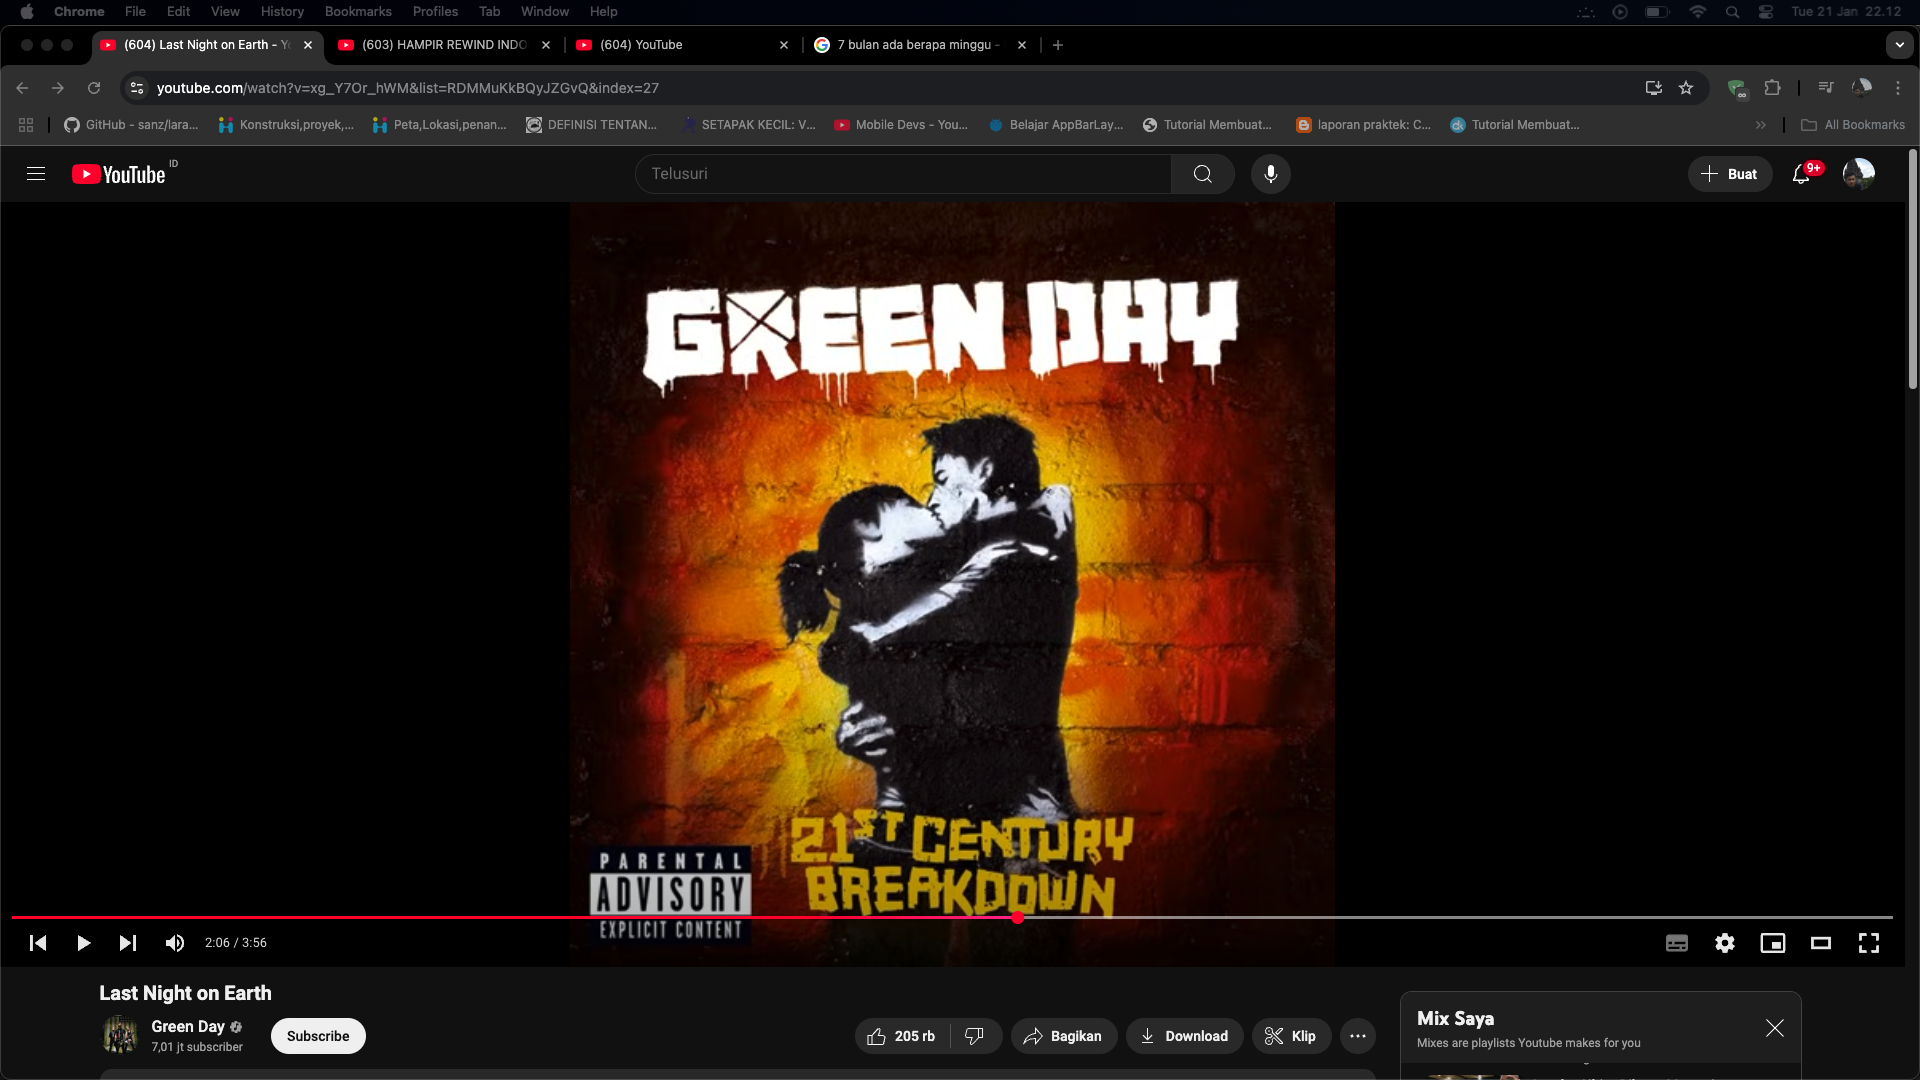 Chrome File Edit View History Bookmarks Profiles Tab Window Help Tue 21 Jan 22.12
(604) Last Night on Earth - Yo (603) HAMPIR REWIND INDO (604) YouTube 7 bulan ada berapa minggu -
youtube.com/watch?v=xg_Y7Or_hWM&list=RDMMuKkBQyJZGvQ&index=27
GitHub - sanz/lara... Konstruksi,proyek,... Peta,Lokasi,penan... DEFINISI TENTAN... SETAPAK KECIL: V... Mobile Devs - You... Belajar AppBarLay... Tutorial Membuat... laporan praktek: C... Tutorial Membuat... » All Bookmarks
YouTube ID Telusuri Buat 9+
GREEN DAY
21ST CENTURY
BREAKDOWN
PARENTAL
ADVISORY
EXPLICIT CONTENT
2:06 / 3:56
Last Night on Earth
Green Day
7,01 jt subscriber
Subscribe 205 rb Bagikan Download Klip
Mix Saya
Mixes are playlists Youtube makes for you